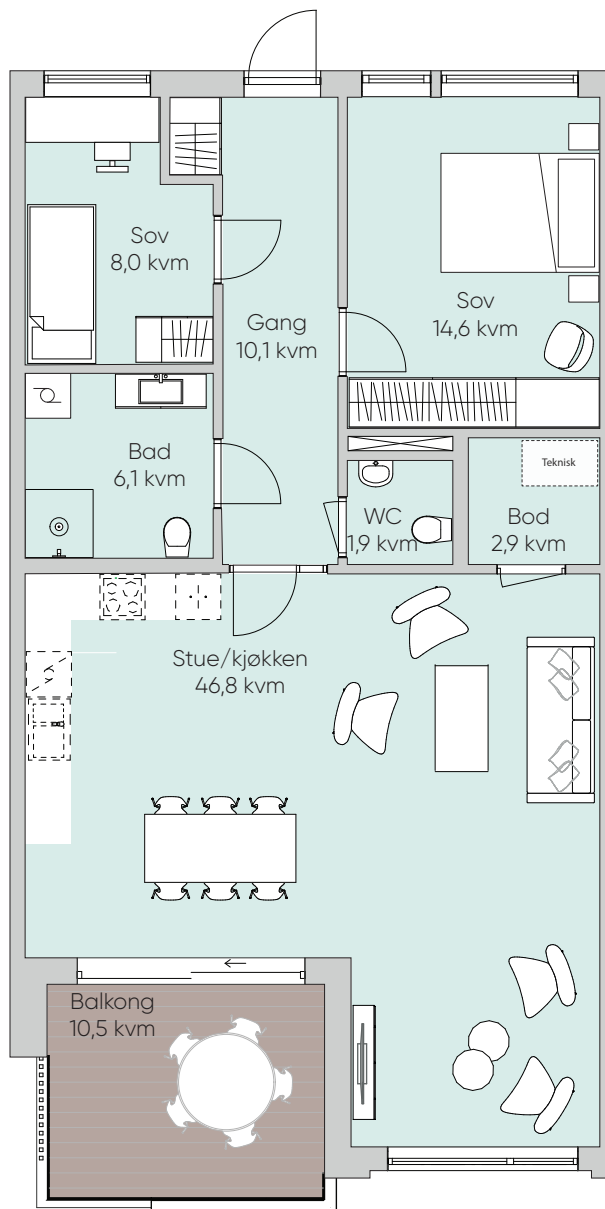 Sov
8,0 kvm
Gang
10,1 kvm
Sov
14,6 kvm
Bad
6,1 kvm
WC
1,9 kvm
Teknisk
Bod
2,9 kvm
Stue/kjøkken
46,8 kvm
Balkong
10,5 kvm